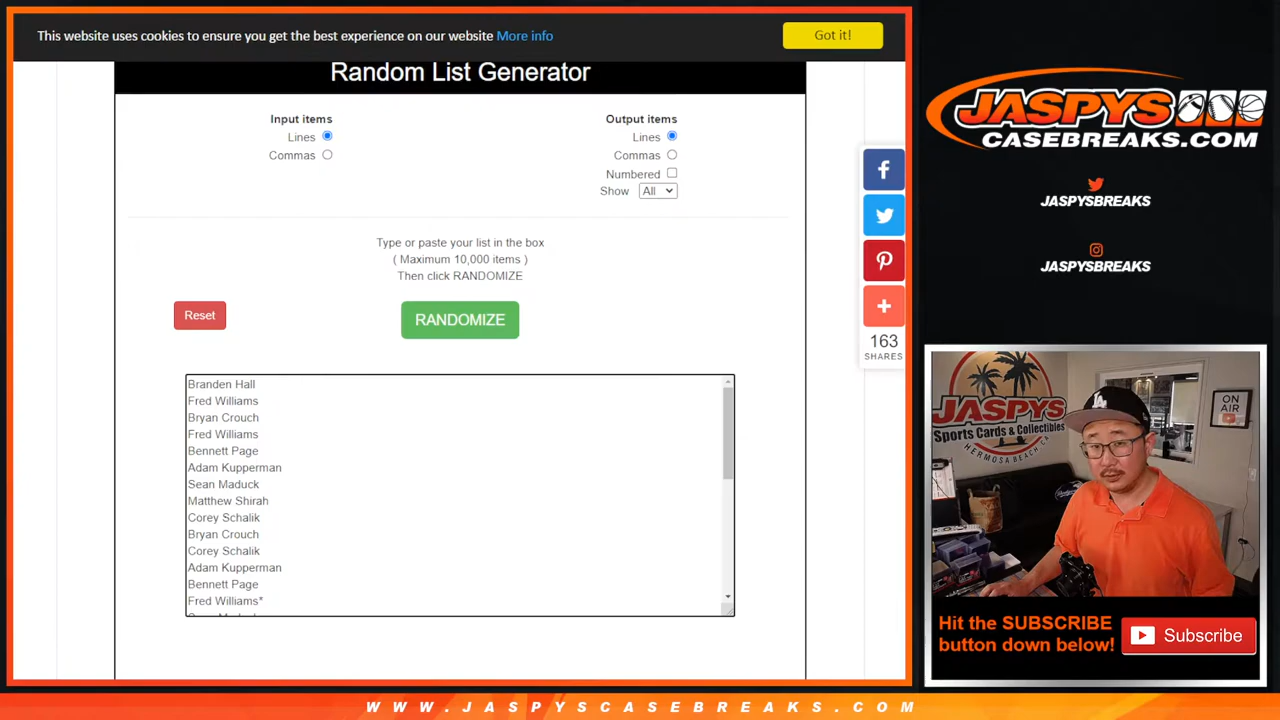 This website uses cookies to ensure you get the best experience on our website More info
Got it!
Random List Generator
Input items
Lines
Commas
Output items
Lines
Commas
Numbered
Show All
Type or paste your list in the box
( Maximum 10,000 items )
Then click RANDOMIZE
Reset
RANDOMIZE
Branden Hall
Fred Williams
Bryan Crouch
Fred Williams
Bennett Page
Adam Kupperman
Sean Maduck
Matthew Shirah
Corey Schalik
Bryan Crouch
Corey Schalik
Adam Kupperman
Bennett Page
Fred Williams*
163
SHARES
JASPYS
CASEBREAKS.COM
JASPYSBREAKS
JASPYSBREAKS
JASPYS
Sports Cards & Collectibles
HERMOSA BEACH CA
ON
AIR
LA
Hit the SUBSCRIBE
button down below!
Subscribe
WWW.JASPYSCASEBREAKS.COM